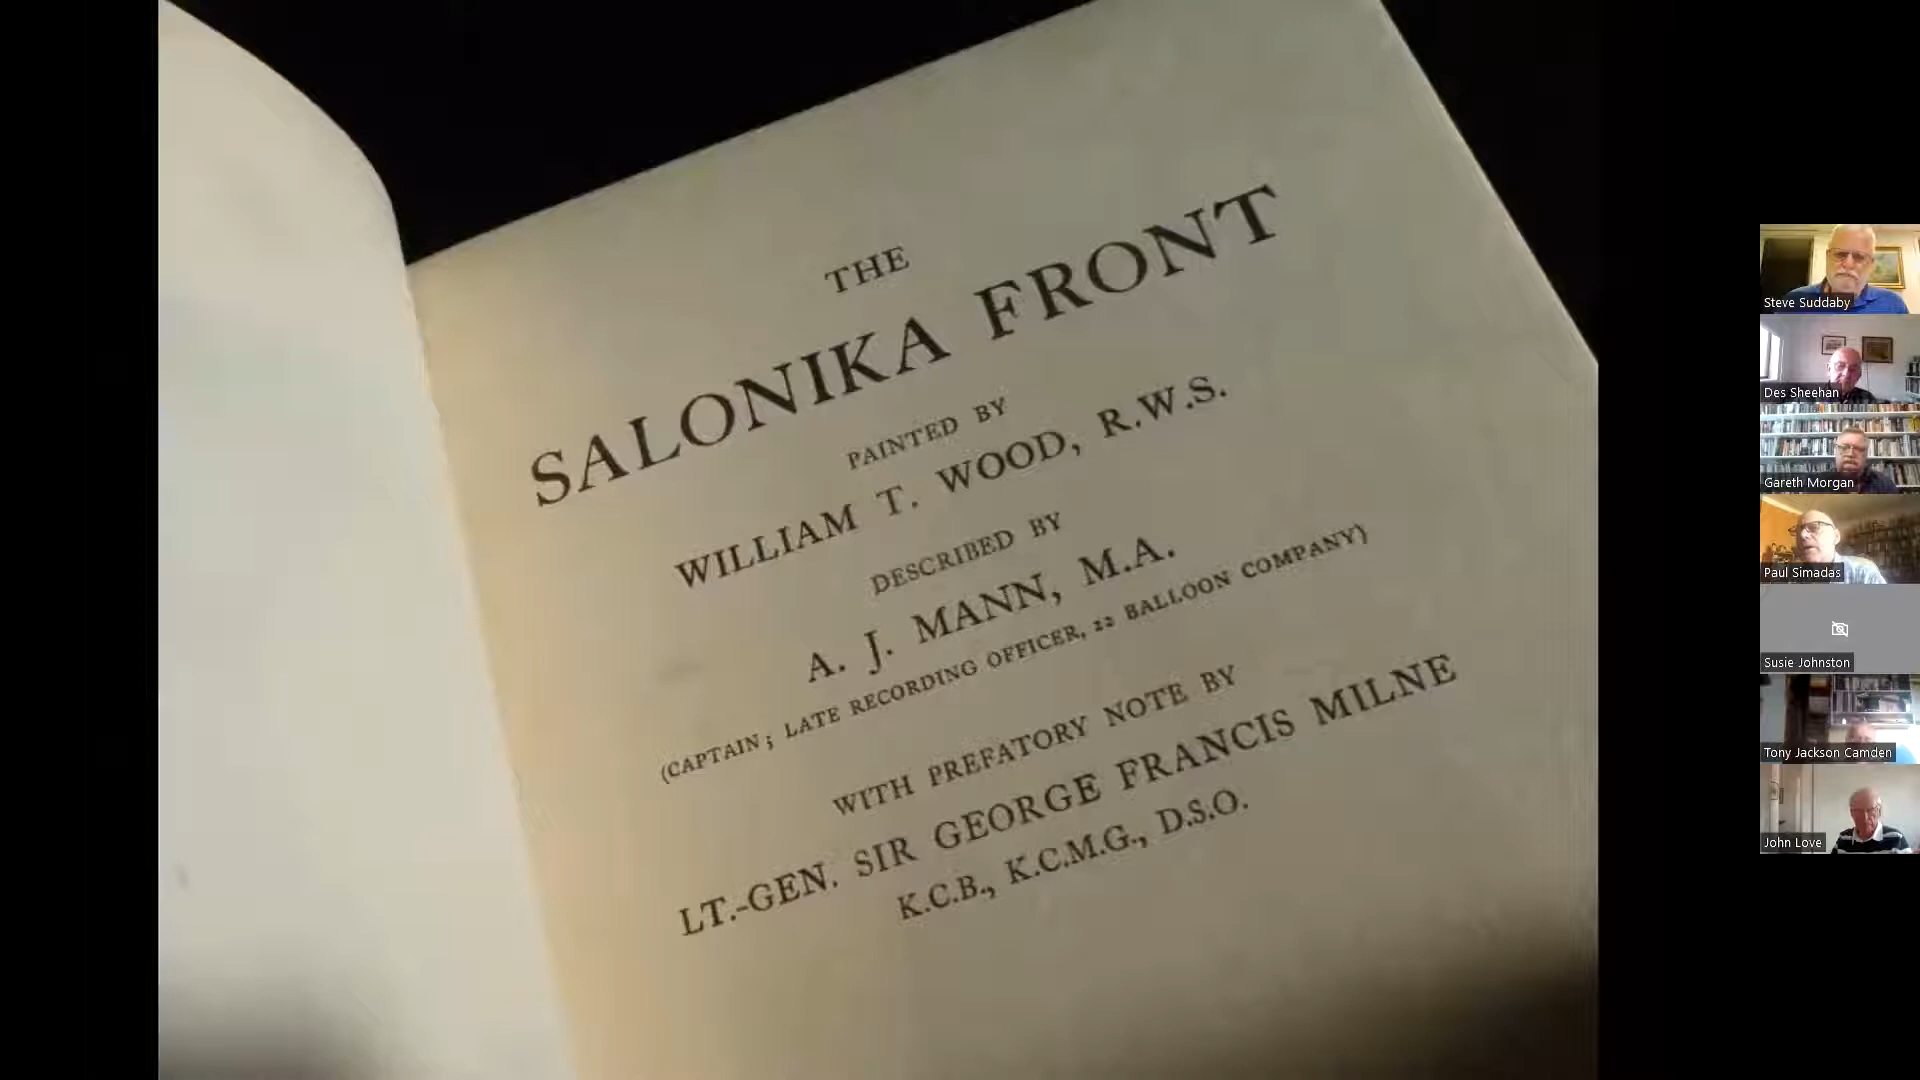 THE
SALONIKA FRONT
PAINTED BY
WILLIAM T. WOOD, R.W.S.
DESCRIBED BY
A. J. MANN, M.A.
(CAPTAIN; LATE RECORDING OFFICER, 22 BALLOON COMPANY)
WITH PREFATORY NOTE BY
LT.-GEN. SIR GEORGE FRANCIS MILNE
K.C.B., K.C.M.G., D.S.O.
Steve Suddaby
Des Sheehan
Gareth Morgan
Paul Simadas
Susie Johnston
Tony Jackson Camden
John Love